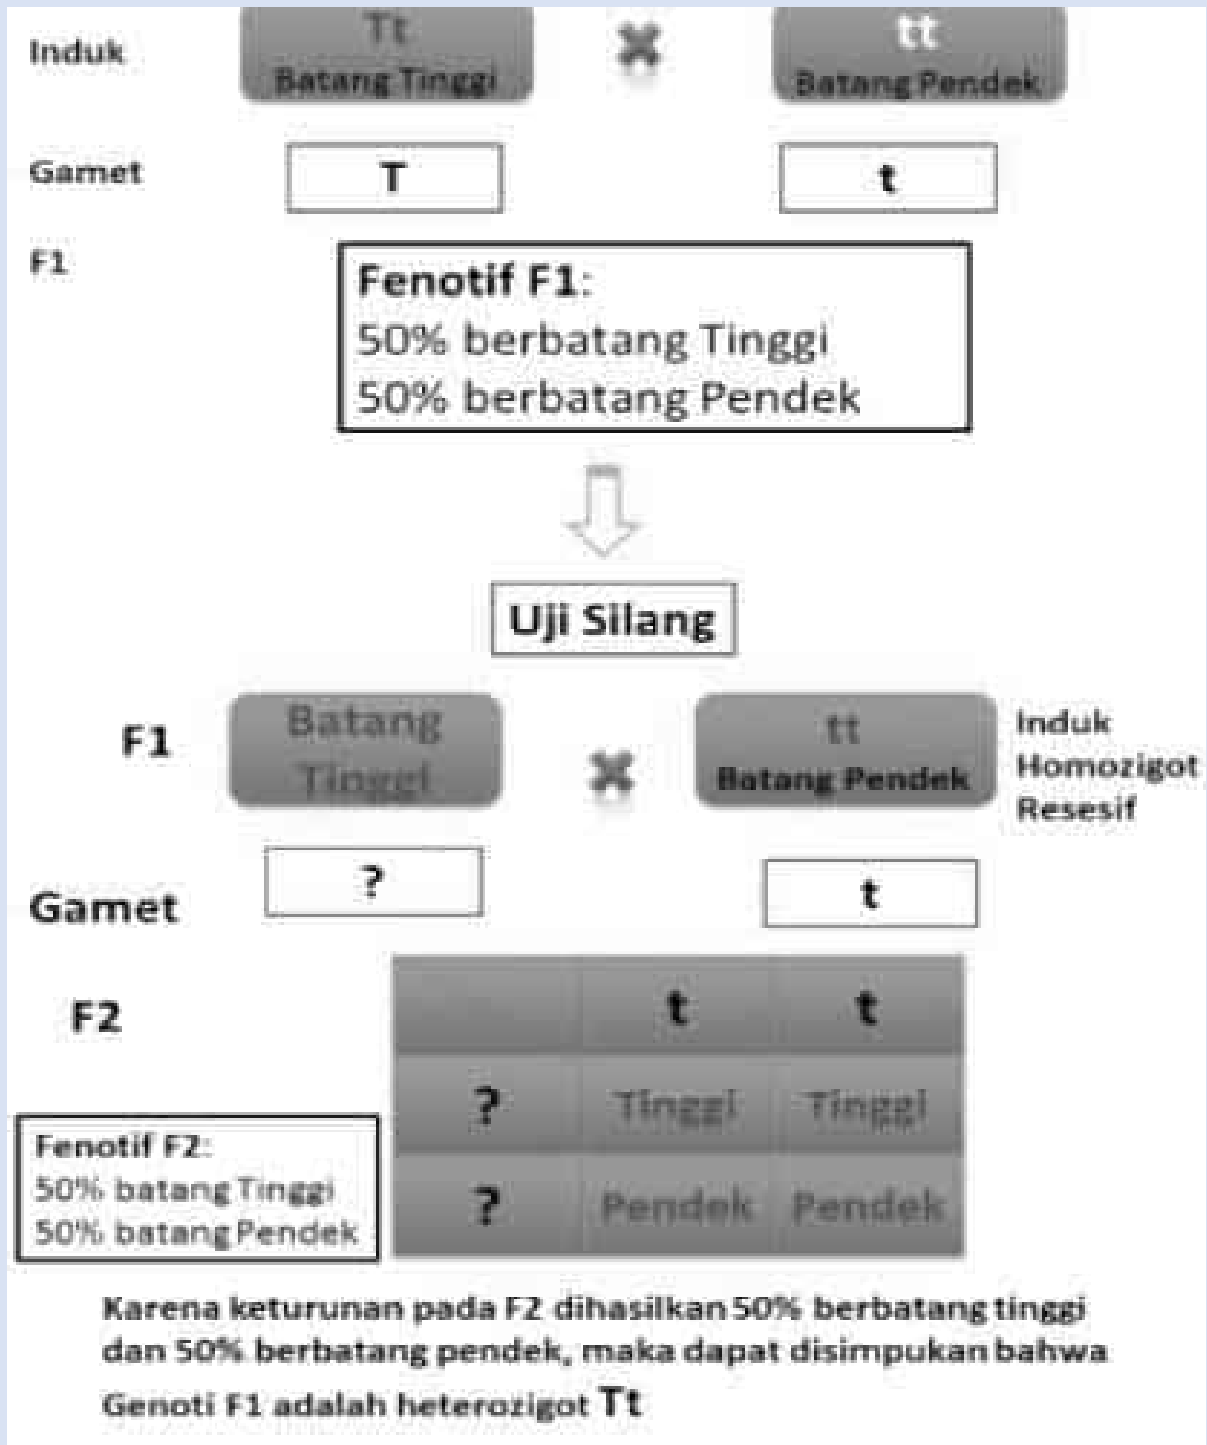 Induk
Tt
Batang Tinggi
tt
Batang Pendek
Gamet
T
t
F1
Fenotif F1:
50% berbatang Tinggi
50% berbatang Pendek
Uji Silang
F1
Batang
Tinggi
tt
Batang Pendek
Induk
Homozigot
Resesif
Gamet
?
t
F2
t t
? Tinggi Tinggi
? Pendek Pendek
Fenotif F2:
50% batang Tinggi
50% batang Pendek
Karena keturunan pada F2 dihasilkan 50% berbatang tinggi
dan 50% berbatang pendek, maka dapat disimpukan bahwa
Genoti F1 adalah heterozigot Tt